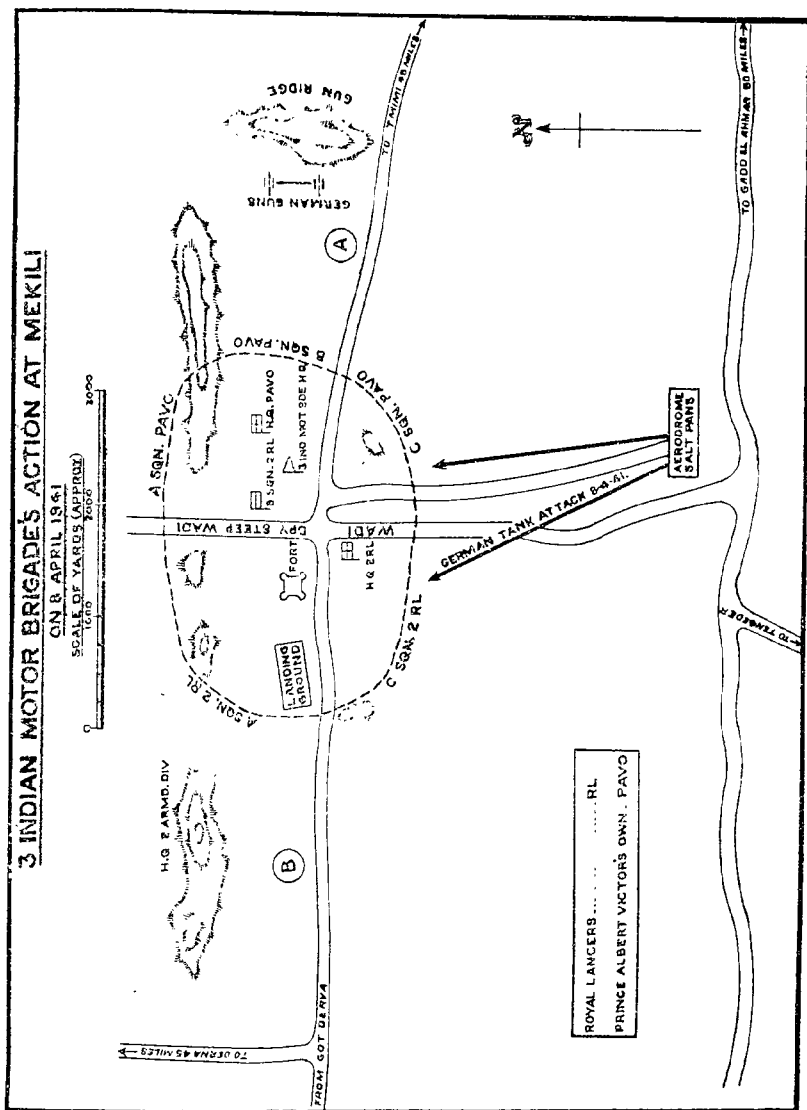 3 INDIAN MOTOR BRIGADE'S ACTION AT MEKILI
ON 8 APRIL 1941
SCALE OF YARDS (APPROX)
0 1000 2000 3000
TO DERNA 45 MILES
FROM GOT DERVA
H.Q 2 ARMD. DIV
B
A SQN. 2 RL
LANDING
GROUND
FORT
DRY STEEP WADI
WADI
H.Q 2 RL
C SQN. 2 RL
A SQN. PAVO
B SQN. 2 RL
H.Q. PAVO
3 IND MOT BDE H.Q
B SQN. PAVO
C SQN. PAVO
A
GERMAN GUNS
GUN RIDGE
TO TMIMI 45 MILES
GERMAN TANK ATTACK 8-4-41.
AERODROME
SALT PANS
TO GADD EL AHMAR 80 MILES
TO TENGEDER
ROYAL LANCERS ........ RL
PRINCE ALBERT VICTOR'S OWN . PAVO